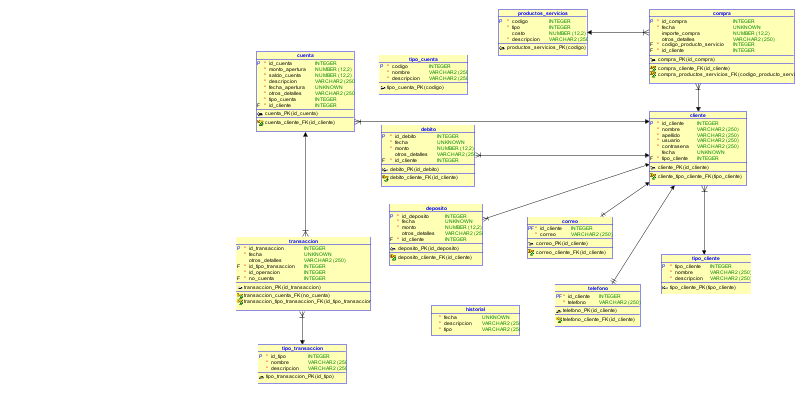 productos_servicios
P * codigo INTEGER
* tipo INTEGER
costo NUMBER (12,2)
* descripcion VARCHAR2 (25
productos_servicios_PK(codigo)
compra
P * id_compra INTEGER
* fecha UNKNOWN
importe_compra NUMBER (12,2)
otros_detalles VARCHAR2 (250)
F * codigo_producto_servicio INTEGER
F * id_cliente INTEGER
compra_PK(id_compra)
compra_cliente_FK(id_cliente)
compra_productos_servicios_FK(codigo_producto_servi
cuenta
P * id_cuenta INTEGER
* monto_apertura NUMBER (12,2)
* saldo_cuenta NUMBER (12,2)
* descripcion VARCHAR2 (250)
* fecha_apertura UNKNOWN
* otros_detalles VARCHAR2 (250
* tipo_cuenta INTEGER
F * id_cliente INTEGER
cuenta_PK(id_cuenta)
cuenta_cliente_FK(id_cliente)
tipo_cuenta
P * codigo INTEGER
* nombre VARCHAR2 (250
* descripcion VARCHAR2 (250
tipo_cuenta_PK(codigo)
debito
P * id_debito INTEGER
* fecha UNKNOWN
* monto NUMBER (12,2)
otros_detalles VARCHAR2 (25
F * id_cliente INTEGER
debito_PK(id_debito)
debito_cliente_FK(id_cliente)
cliente
P * id_cliente INTEGER
* nombre VARCHAR2 (250)
* apellido VARCHAR2 (250)
* usuario VARCHAR2 (250)
* contrasena VARCHAR2 (250)
fecha UNKNOWN
F * tipo_cliente INTEGER
cliente_PK(id_cliente)
cliente_tipo_cliente_FK(tipo_cliente)
deposito
P * id_deposito INTEGER
* fecha UNKNOWN
* monto NUMBER (12,2)
otros_detalles VARCHAR2 (25
F * id_cliente INTEGER
deposito_PK(id_deposito)
deposito_cliente_FK(id_cliente)
correo
PF* id_cliente INTEGER
* correo VARCHAR2 (250)
correo_PK(id_cliente)
correo_cliente_FK(id_cliente)
transaccion
P * id_transaccion INTEGER
* fecha UNKNOWN
otros_detalles VARCHAR2 (250)
F * id_tipo_transaccion INTEGER
* id_operacion INTEGER
F * no_cuenta INTEGER
transaccion_PK(id_transaccion)
transaccion_cuenta_FK(no_cuenta)
transaccion_tipo_transaccion_FK(id_tipo_transaccion
tipo_cliente
P * tipo_cliente INTEGER
* nombre VARCHAR2 (250)
* descripcion VARCHAR2 (250)
tipo_cliente_PK(tipo_cliente)
telefono
PF* id_cliente INTEGER
* telefono VARCHAR2 (250)
telefono_PK(id_cliente)
telefono_cliente_FK(id_cliente)
historial
* fecha UNKNOWN
* descripcion VARCHAR2 (25
* tipo VARCHAR2 (25
tipo_transaccion
P * id_tipo INTEGER
* nombre VARCHAR2 (250
* descripcion VARCHAR2 (250
tipo_transaccion_PK(id_tipo)